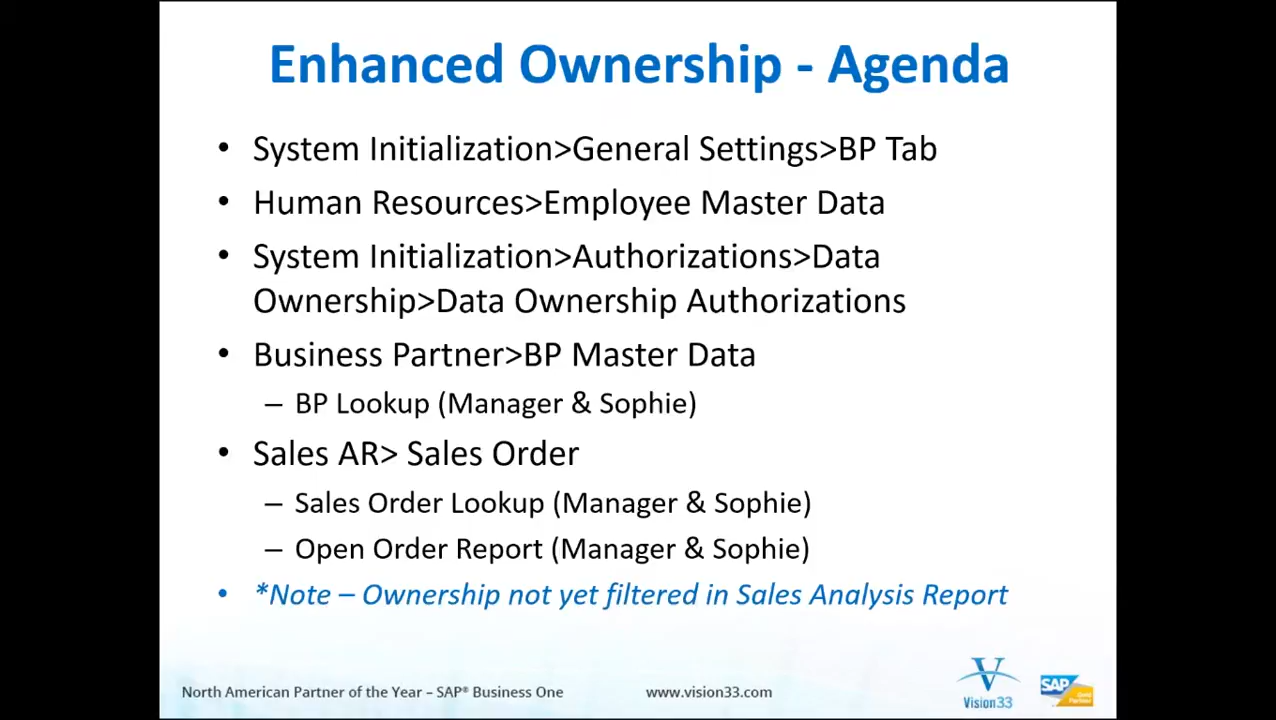 Enhanced Ownership - Agenda
• System Initialization>General Settings>BP Tab
• Human Resources>Employee Master Data
• System Initialization>Authorizations>Data
Ownership>Data Ownership Authorizations
• Business Partner>BP Master Data
– BP Lookup (Manager & Sophie)
• Sales AR> Sales Order
– Sales Order Lookup (Manager & Sophie)
– Open Order Report (Manager & Sophie)
• *Note – Ownership not yet filtered in Sales Analysis Report
North American Partner of the Year – SAP® Business One
www.vision33.com
V
Vision33
SAP
Gold
Partner